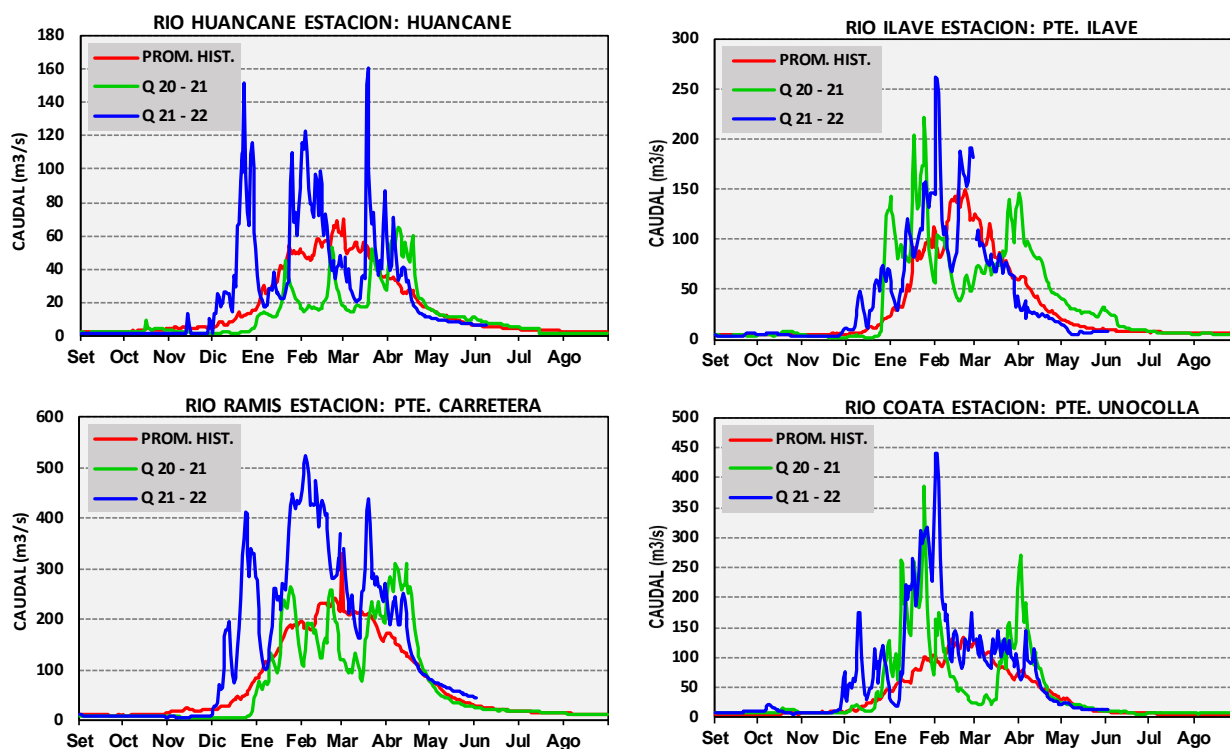 RIO HUANCANE ESTACION: HUANCANE
CAUDAL (m3/s)
180
160
140
120
100
80
60
40
20
0
PROM. HIST.
Q 20 - 21
Q 21 - 22
Set Oct Nov Dic Ene Feb Mar Abr May Jun Jul Ago
RIO ILAVE ESTACION: PTE. ILAVE
CAUDAL (m3/s)
300
250
200
150
100
50
0
PROM. HIST.
Q 20 - 21
Q 21 - 22
Set Oct Nov Dic Ene Feb Mar Abr May Jun Jul Ago
RIO RAMIS ESTACION: PTE. CARRETERA
CAUDAL (m3/s)
600
500
400
300
200
100
0
PROM. HIST.
Q 20 - 21
Q 21 - 22
Set Oct Nov Dic Ene Feb Mar Abr May Jun Jul Ago
RIO COATA ESTACION: PTE. UNOCOLLA
CAUDAL (m3/s)
500
450
400
350
300
250
200
150
100
50
0
PROM. HIST.
Q 20 - 21
Q 21 - 22
Set Oct Nov Dic Ene Feb Mar Abr May Jun Jul Ago